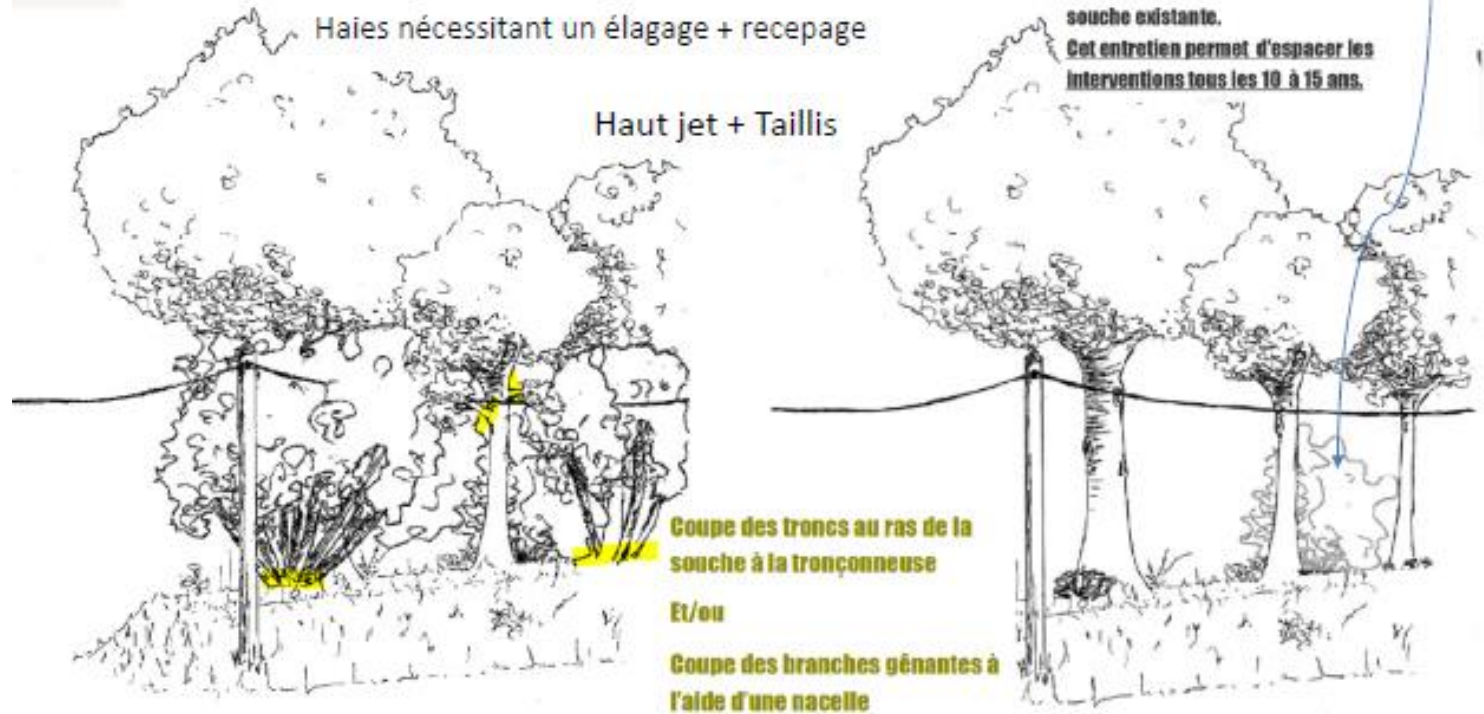 Haies nécessitant un élagage + recepage
souche existante.
Cet entretien permet d'espacer les
interventions tous les 10 à 15 ans.
Haut jet + Taillis
Coupe des troncs au ras de la
souche à la tronçonneuse
Et/ou
Coupe des branches gênantes à
l'aide d'une nacelle